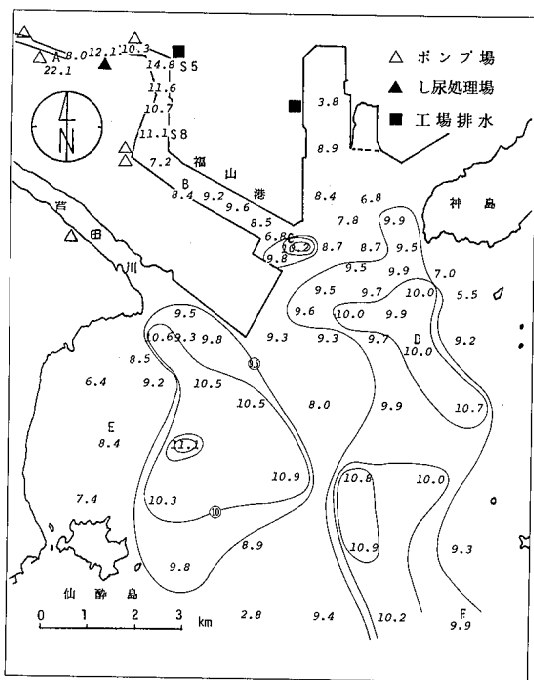 △ ポンプ場
▲ し尿処理場
■ 工場排水
A 8.0 12.1 10.3
22.1
14.8 S5
11.6
10.7
11.1 S8
7.2
3.8
8.9
N
福山港
B
8.4 9.2
9.6
8.5
6.8
C
9.8
8.4 6.8
7.8 9.9
8.7 8.7 9.5
神島
芦田川
9.5 9.9 7.0
9.5 9.7 10.0 5.5
9.6 10.0 9.9
9.5
10.6 9.3 9.8
9.3 9.3 9.7 D 9.2
10.0
8.5
6.4 9.2 10.5
10.5 8.0 9.9 10.7
E
8.4
11.1
7.4 10.3
10.9 10.8 10.0
⑩
8.9 10.9 9.3
9.8
仙酔島
0 1 2 3 km
2.8 9.4 10.2 F
9.9